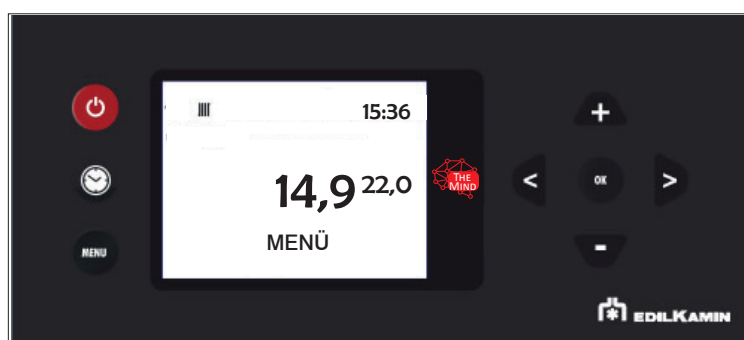 15:36
14,9 22,0
MENÜ
MENU
THE
MIND
+
<
OK
>
-
EDILKAMIN